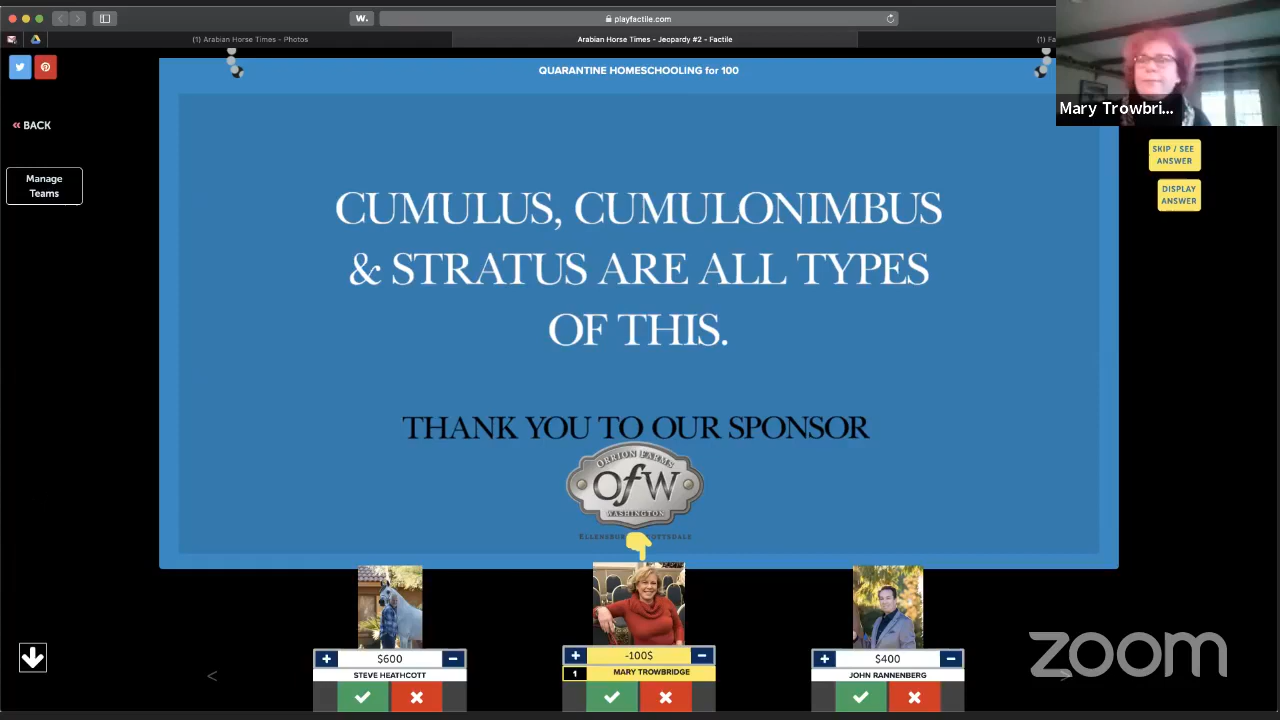 W.
playfactile.com
(1) Arabian Horse Times - Photos
Arabian Horse Times - Jeopardy #2 - Factile
(1) Fa
QUARANTINE HOMESCHOOLING for 100
Mary Trowbri...
« BACK
Manage
Teams
SKIP / SEE
ANSWER
DISPLAY
ANSWER
CUMULUS, CUMULONIMBUS
& STRATUS ARE ALL TYPES
OF THIS.
THANK YOU TO OUR SPONSOR
ORRION FARMS
OfW
WASHINGTON
+ $600 −
STEVE HEATHCOTT
+ -100$ −
1 MARY TROWBRIDGE
+ $400 −
JOHN RANNENBERG
< >
zoom